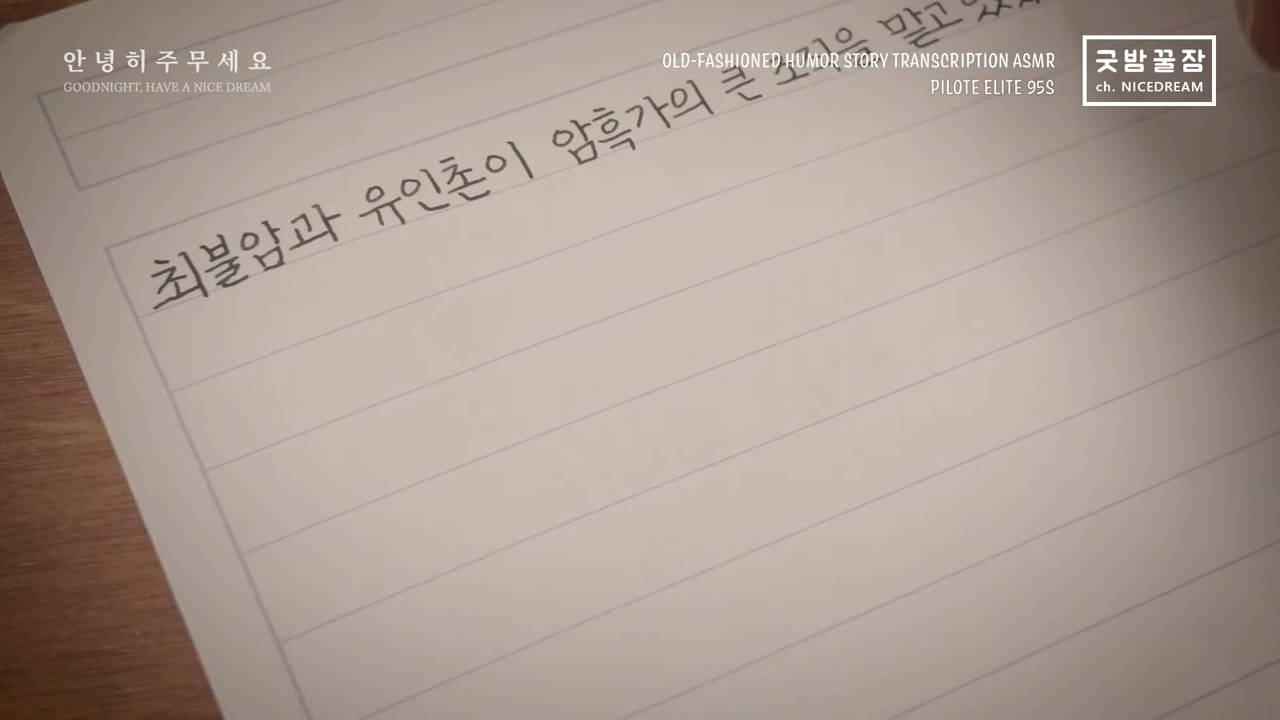 안녕히주무세요
GOODNIGHT, HAVE A NICE DREAM
OLD-FASHIONED HUMOR STORY TRANSCRIPTION ASMR
PILOTE ELITE 95S
굿밤꿀잠
ch. NICEDREAM
최불암과 유인촌이 암흑가의 큰 조직을 맡고